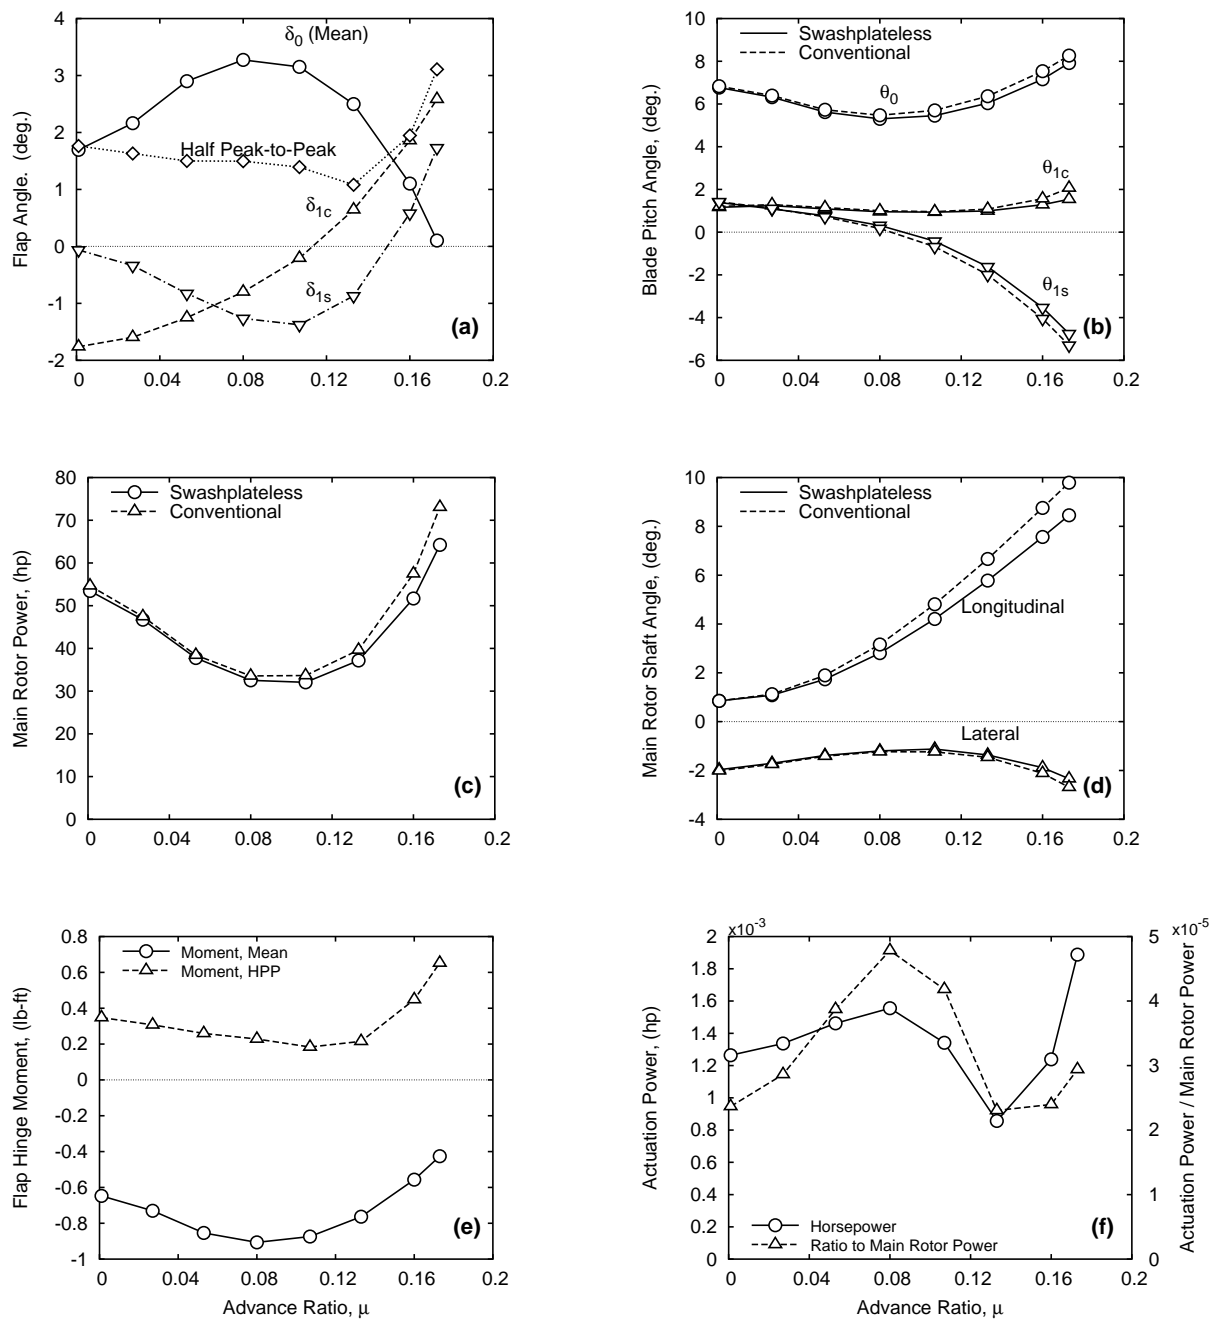 4
3
2
1
0
-1
-2
0
0.04
0.08
0.12
0.16
0.2
Flap Angle. (deg.)
δ0 (Mean)
Half Peak-to-Peak
δ1c
δ1s
(a)
10
8
6
4
2
0
-2
-4
-6
0
0.04
0.08
0.12
0.16
0.2
Blade Pitch Angle, (deg.)
Swashplateless
Conventional
θ0
θ1c
θ1s
(b)
80
70
60
50
40
30
20
10
0
0
0.04
0.08
0.12
0.16
0.2
Main Rotor Power, (hp)
Swashplateless
Conventional
(c)
10
8
6
4
2
0
-2
-4
0
0.04
0.08
0.12
0.16
0.2
Main Rotor Shaft Angle, (deg.)
Swashplateless
Conventional
Longitudinal
Lateral
(d)
0.8
0.6
0.4
0.2
0
-0.2
-0.4
-0.6
-0.8
-1
0
0.04
0.08
0.12
0.16
0.2
Flap Hinge Moment, (lb-ft)
Moment, Mean
Moment, HPP
(e)
Advance Ratio, μ
x10-3
2
1.8
1.6
1.4
1.2
1
0.8
0.6
0.4
0.2
0
0
0.04
0.08
0.12
0.16
0.2
Actuation Power, (hp)
Horsepower
Ratio to Main Rotor Power
(f)
x10-5
5
4
3
2
1
0
Actuation Power / Main Rotor Power
Advance Ratio, μ